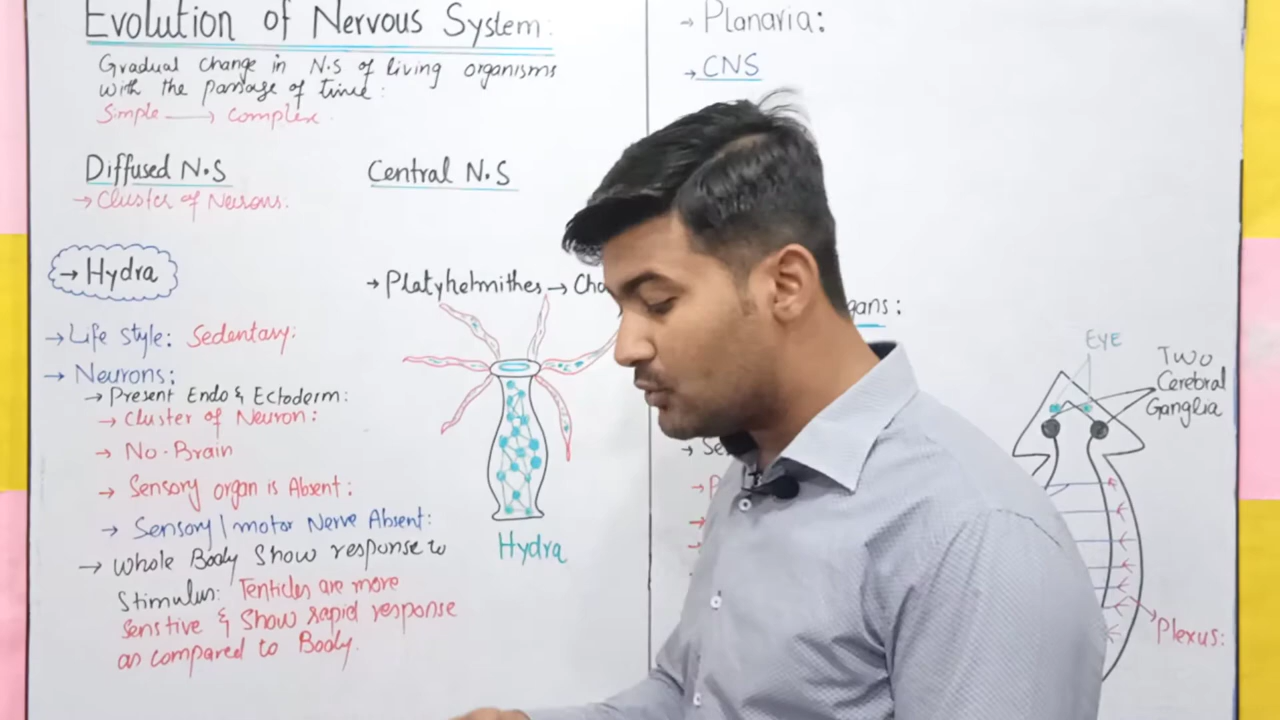 Evolution of Nervous System:
Gradual change in N.S of living organisms
with the passage of time:
Simple → complex
Diffused N.S
→ Cluster of Neurons.
Central N.S
→ Hydra
→ Platyhelmithes → Cho
→ Life style: Sedentary:
→ Neurons:
→ Present Endo & Ectoderm:
→ Cluster of Neuron:
→ No-Brain
→ Sensory organ is Absent:
→ Sensory/motor Nerve Absent:
→ Whole Body Show response to
Stimulus: Tenticles are more
senstive & Show rapid response
as compared to Body.
Hydra
→ Planaria:
→ CNS
gans:
EYE
Two
Cerebral
Ganglia
Plexus: